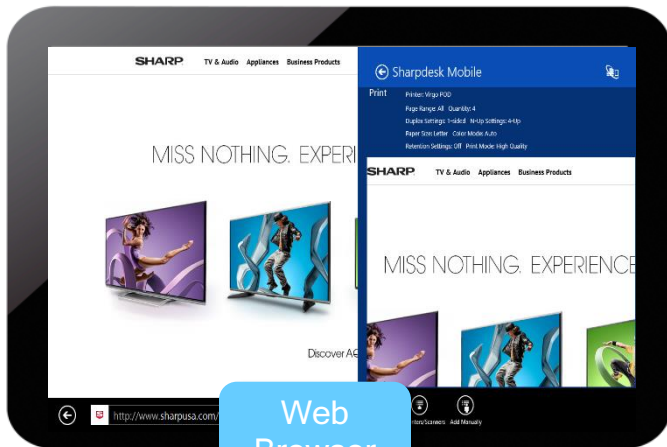 SHARP TV & Audio Appliances Business Products
MISS NOTHING. EXPERI
Discover AQ
http://www.sharpusa.com/
Sharpdesk Mobile
Print
Printer: Virgo POD
Page Range: All Quantity: 4
Duplex Settings: 1-sided N-Up Settings: 4-Up
Paper Size: Letter Color Mode: Auto
Retention Settings: Off Print Mode: High Quality
SHARP TV & Audio Appliances Business Products
MISS NOTHING. EXPERIENCE
Add Manually
Web
Browser